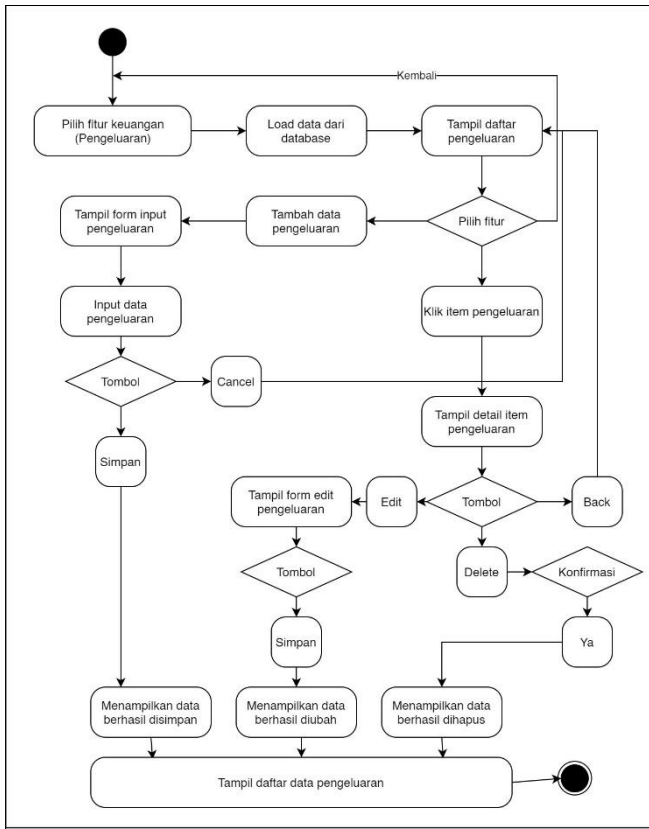 Kembali
Pilih fitur keuangan
(Pengeluaran)
Load data dari
database
Tampil daftar
pengeluaran
Tampil form input
pengeluaran
Tambah data
pengeluaran
Pilih fitur
Input data
pengeluaran
Klik item pengeluaran
Tombol
Cancel
Tampil detail item
pengeluaran
Simpan
Tampil form edit
pengeluaran
Edit
Tombol
Back
Tombol
Delete
Konfirmasi
Simpan
Ya
Menampilkan data
berhasil disimpan
Menampilkan data
berhasil diubah
Menampilkan data
berhasil dihapus
Tampil daftar data pengeluaran